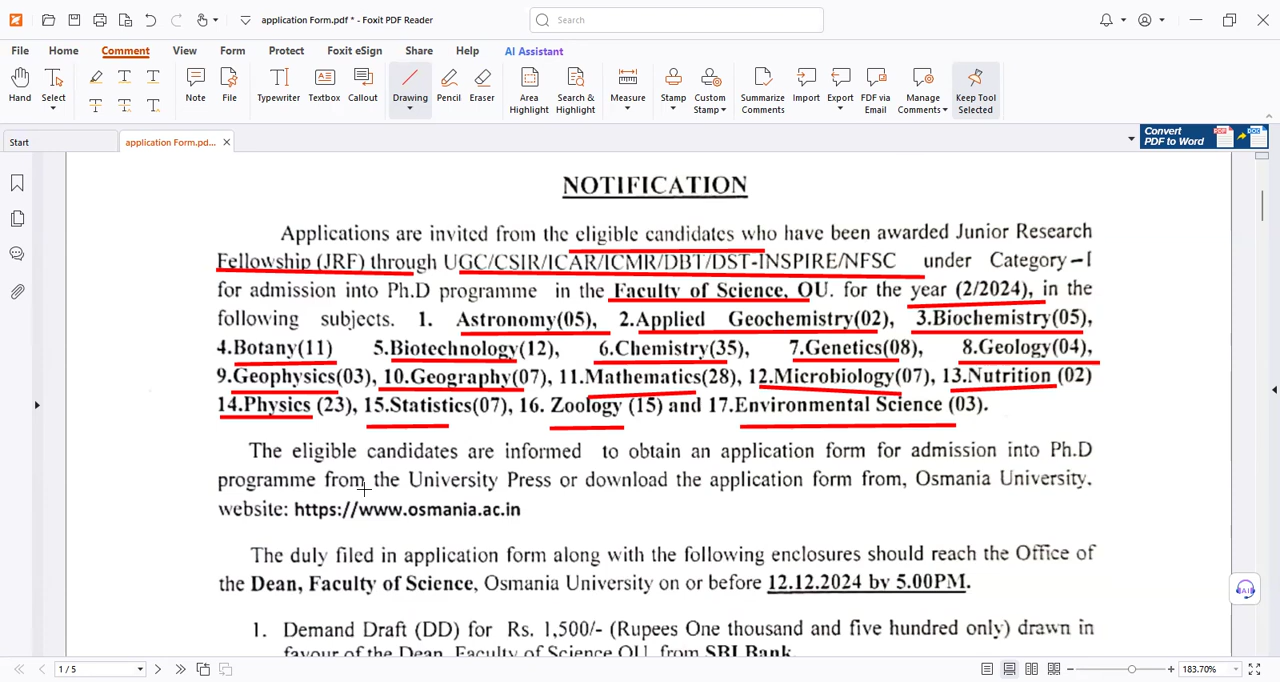 application Form.pdf * - Foxit PDF Reader
Search
File Home Comment View Form Protect Foxit eSign Share Help AI Assistant
Hand Select Note File Typewriter Textbox Callout Drawing Pencil Eraser Area Highlight Search & Highlight Measure Stamp Custom Stamp Summarize Comments Import Export FDF via Email Manage Comments Keep Tool Selected
Start application Form.pd... Convert PDF to Word
NOTIFICATION
Applications are invited from the eligible candidates who have been awarded Junior Research
Fellowship (JRF) through UGC/CSIR/ICAR/ICMR/DBT/DST-INSPIRE/NFSC under Category–I
for admission into Ph.D programme in the Faculty of Science, OU. for the year (2/2024), in the
following subjects. 1. Astronomy(05), 2.Applied Geochemistry(02), 3.Biochemistry(05),
4.Botany(11) 5.Biotechnology(12), 6.Chemistry(35), 7.Genetics(08), 8.Geology(04),
9.Geophysics(03), 10.Geography(07), 11.Mathematics(28), 12.Microbiology(07), 13.Nutrition (02)
14.Physics (23), 15.Statistics(07), 16. Zoology (15) and 17.Environmental Science (03).
The eligible candidates are informed to obtain an application form for admission into Ph.D
programme from the University Press or download the application form from, Osmania University.
website: https://www.osmania.ac.in
The duly filed in application form along with the following enclosures should reach the Office of
the Dean, Faculty of Science, Osmania University on or before 12.12.2024 by 5.00PM.
1. Demand Draft (DD) for Rs. 1,500/- (Rupees One thousand and five hundred only) drawn in
favour of the Dean, Faculty of Science OU, from SBI Bank.
1 / 5 183.70%